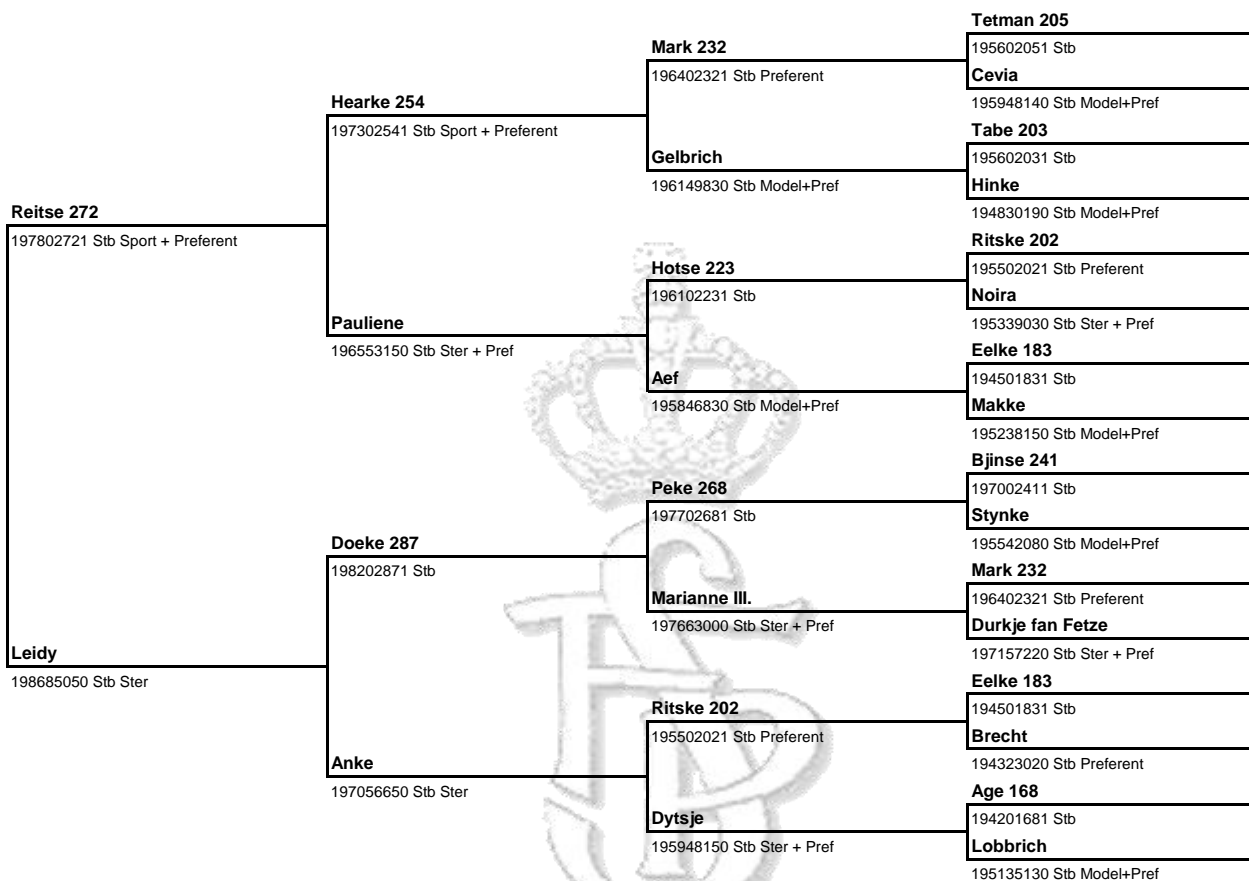 Reitse 272
197802721 Stb Sport + Preferent
Leidy
198685050 Stb Ster
Hearke 254
197302541 Stb Sport + Preferent
Pauliene
196553150 Stb Ster + Pref
Doeke 287
198202871 Stb
Anke
197056650 Stb Ster
Mark 232
196402321 Stb Preferent
Gelbrich
196149830 Stb Model+Pref
Hotse 223
196102231 Stb
Aef
195846830 Stb Model+Pref
Peke 268
197702681 Stb
Marianne III.
197663000 Stb Ster + Pref
Ritske 202
195502021 Stb Preferent
Dytsje
195948150 Stb Ster + Pref
Tetman 205
195602051 Stb
Cevia
195948140 Stb Model+Pref
Tabe 203
195602031 Stb
Hinke
194830190 Stb Model+Pref
Ritske 202
195502021 Stb Preferent
Noira
195339030 Stb Ster + Pref
Eelke 183
194501831 Stb
Makke
195238150 Stb Model+Pref
Bjinse 241
197002411 Stb
Stynke
195542080 Stb Model+Pref
Mark 232
196402321 Stb Preferent
Durkje fan Fetze
197157220 Stb Ster + Pref
Eelke 183
194501831 Stb
Brecht
194323020 Stb Preferent
Age 168
194201681 Stb
Lobbrich
195135130 Stb Model+Pref